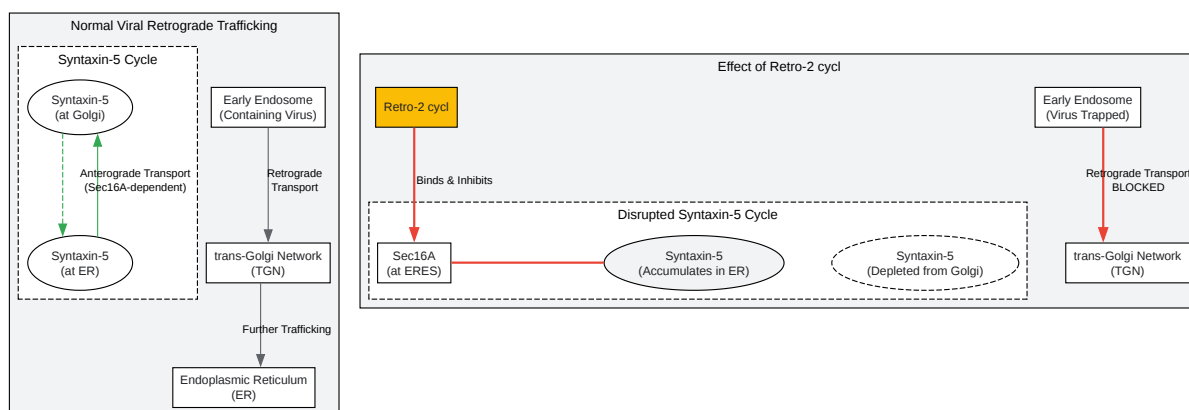 Normal Viral Retrograde Trafficking
Syntaxin-5 Cycle
Syntaxin-5
(at Golgi)
Early Endosome
(Containing Virus)
Anterograde Transport
(Sec16A-dependent)
Retrograde
Transport
Syntaxin-5
(at ER)
trans-Golgi Network
(TGN)
Further Trafficking
Endoplasmic Reticulum
(ER)
Effect of Retro-2 cycl
Retro-2 cycl
Early Endosome
(Virus Trapped)
Binds & Inhibits
Retrograde Transport
BLOCKED
Disrupted Syntaxin-5 Cycle
Sec16A
(at ERES)
Syntaxin-5
(Accumulates in ER)
Syntaxin-5
(Depleted from Golgi)
trans-Golgi Network
(TGN)